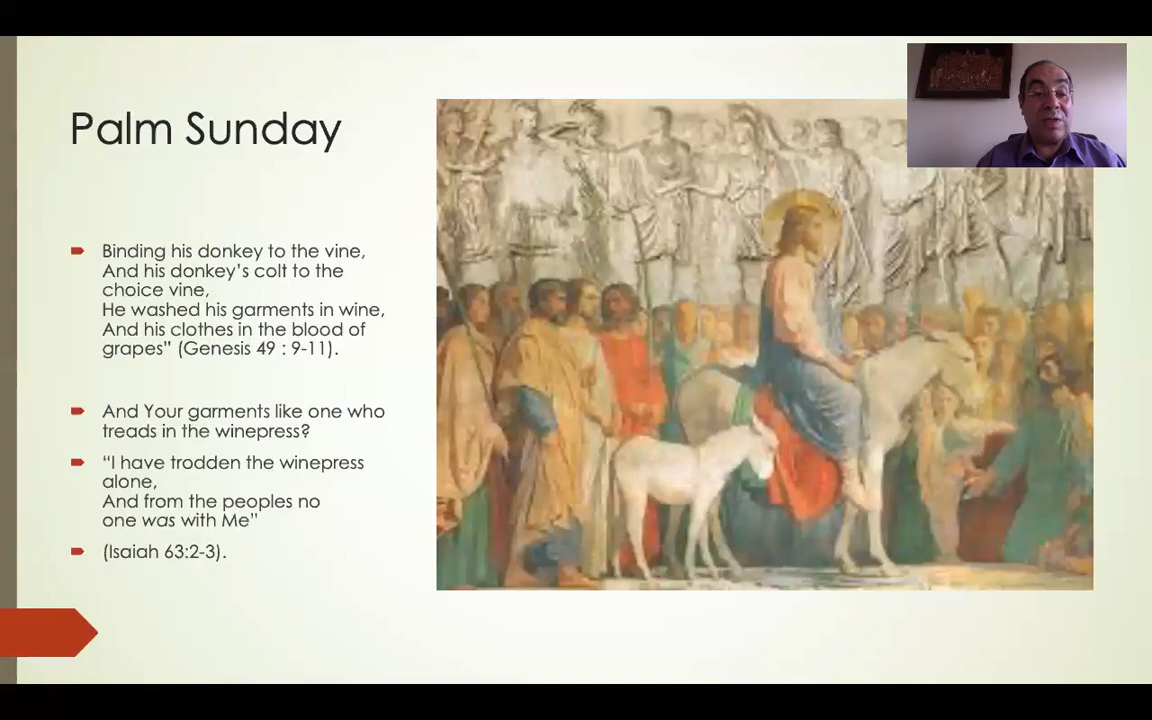 Palm Sunday
Binding his donkey to the vine,
And his donkey’s colt to the
choice vine,
He washed his garments in wine,
And his clothes in the blood of
grapes” (Genesis 49 : 9-11).
And Your garments like one who
treads in the winepress?
“I have trodden the winepress
alone,
And from the peoples no
one was with Me”
(Isaiah 63:2-3).